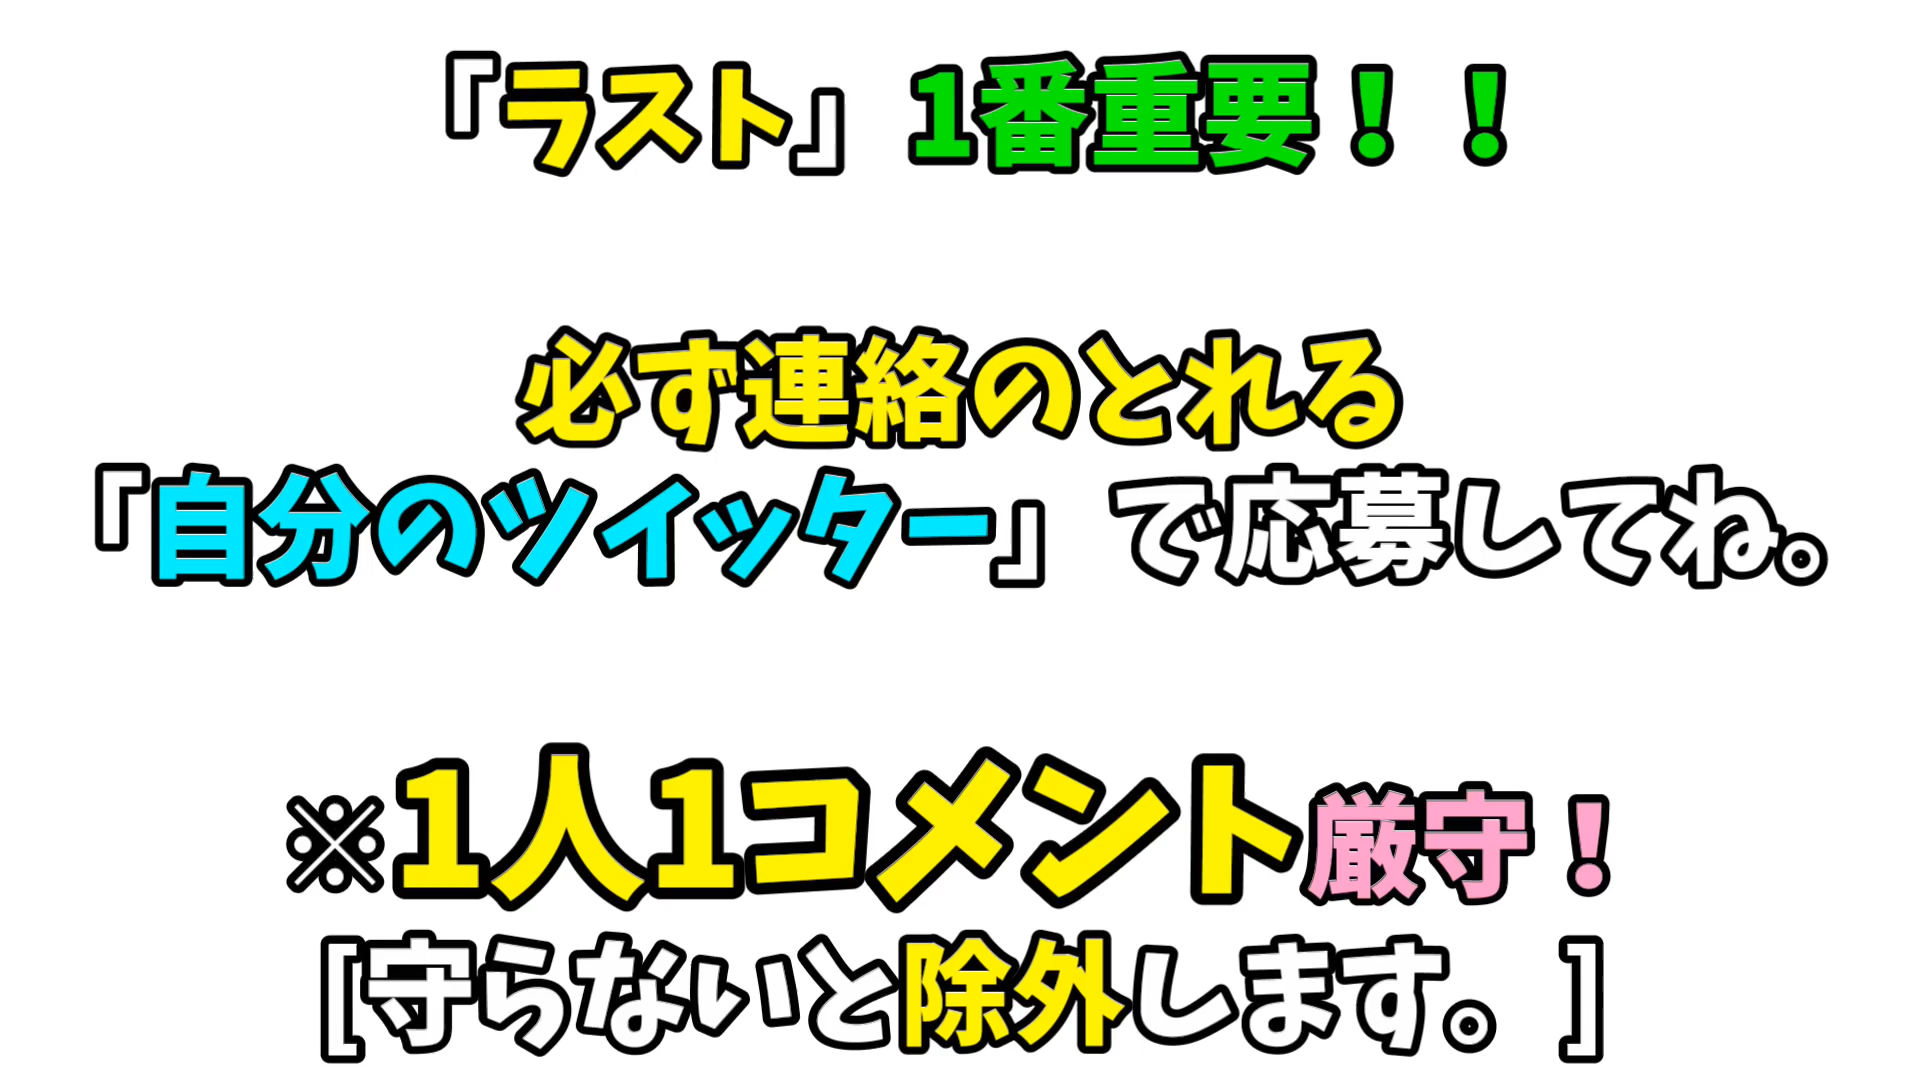 『ラスト』1番重要！！
必ず連絡のとれる
『自分のツイッター』で応募してね。
※1人1コメント厳守！
[守らないと除外します。]